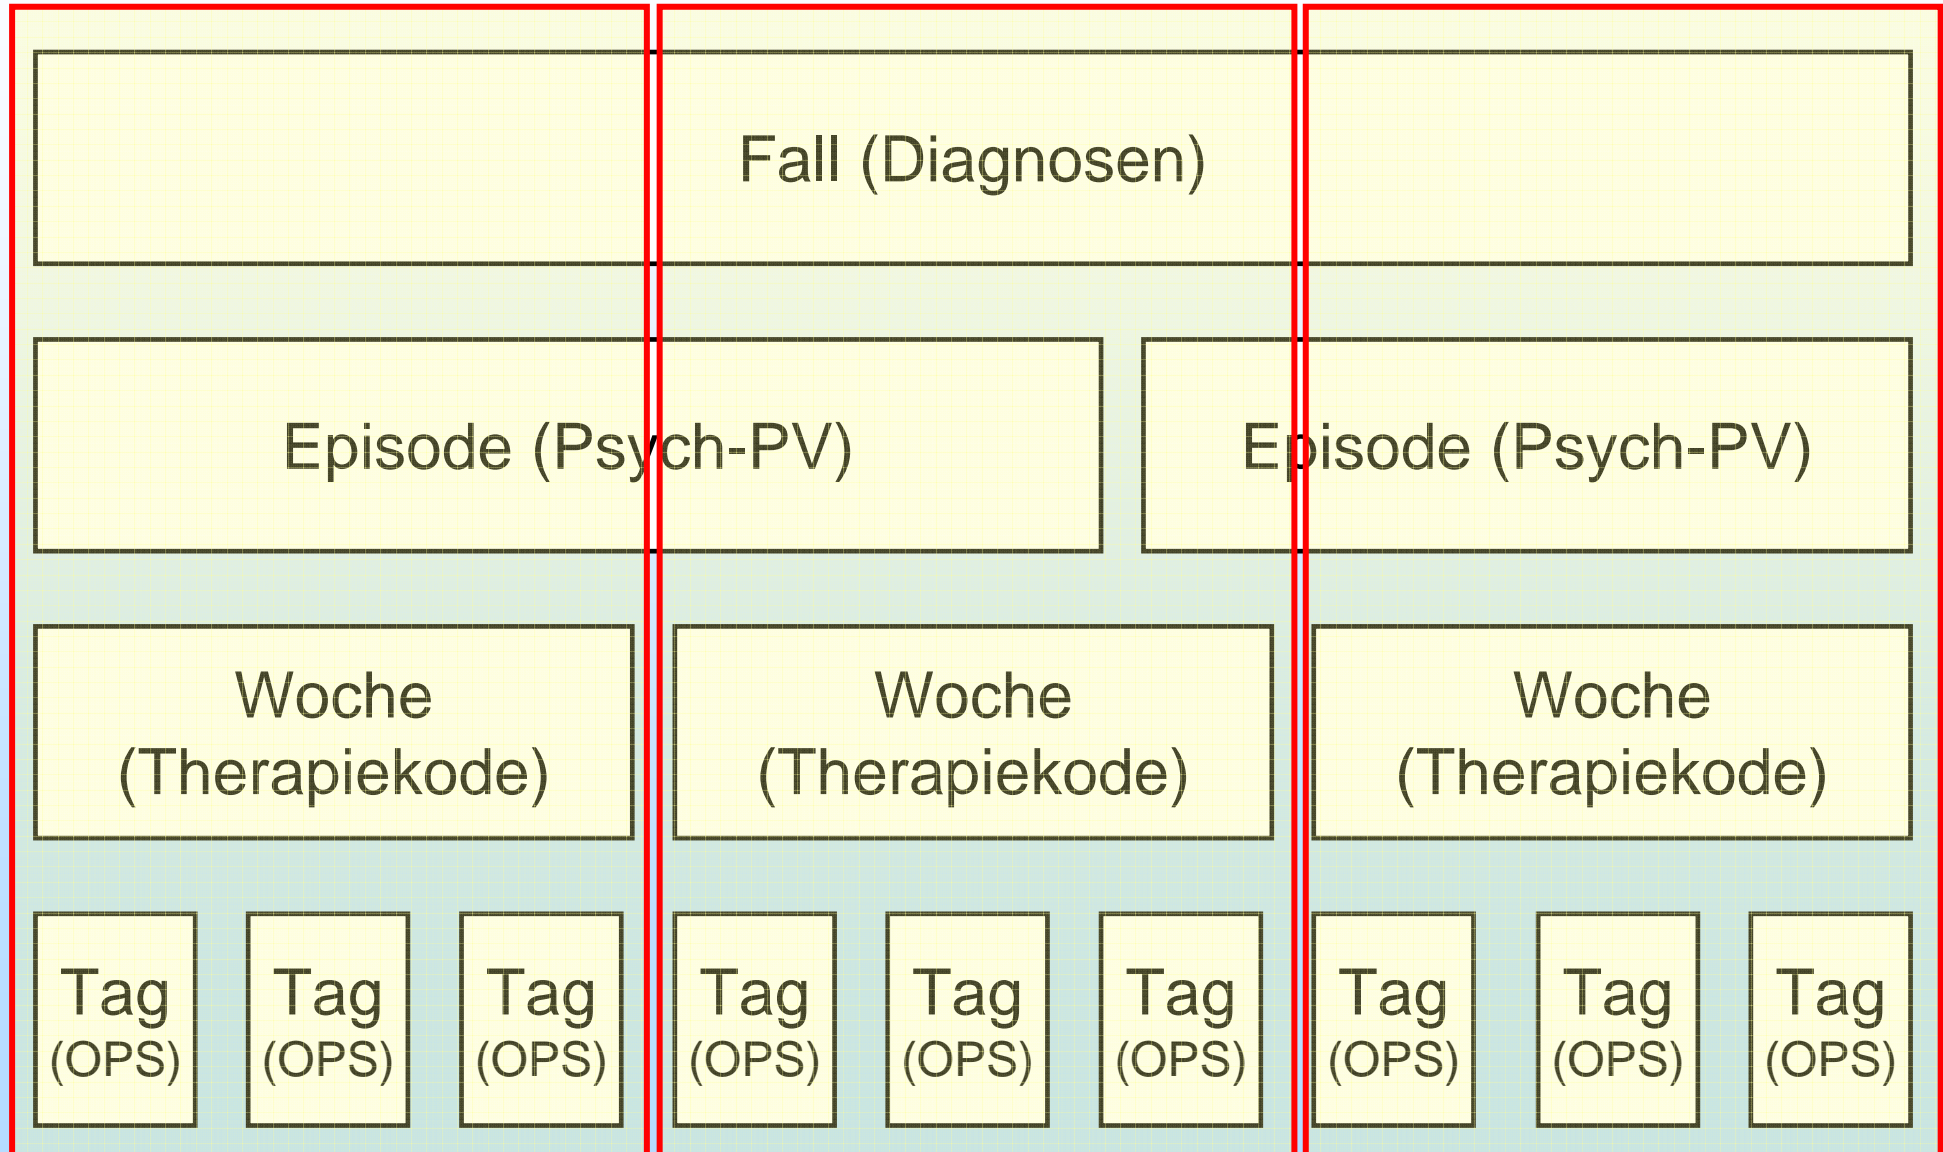 Fall (Diagnosen)
Episode (Psych-PV)
Episode (Psych-PV)
Woche
(Therapiekode)
Woche
(Therapiekode)
Woche
(Therapiekode)
Tag
(OPS)
Tag
(OPS)
Tag
(OPS)
Tag
(OPS)
Tag
(OPS)
Tag
(OPS)
Tag
(OPS)
Tag
(OPS)
Tag
(OPS)